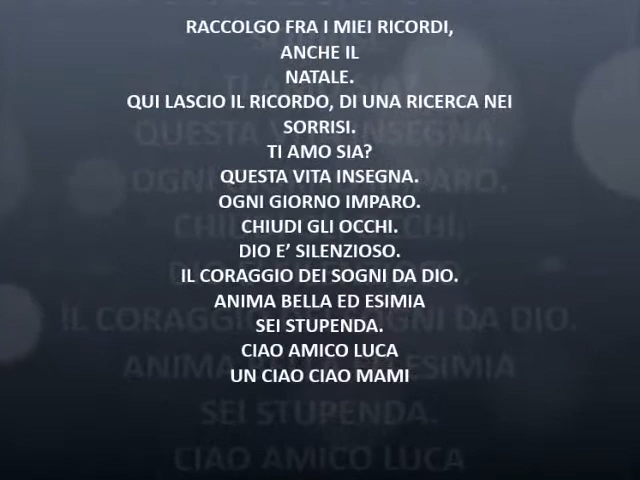 RACCOLGO FRA I MIEI RICORDI,
ANCHE IL
NATALE.
QUI LASCIO IL RICORDO, DI UNA RICERCA NEI
SORRISI.
TI AMO SIA?
QUESTA VITA INSEGNA.
OGNI GIORNO IMPARO.
CHIUDI GLI OCCHI.
DIO E’ SILENZIOSO.
IL CORAGGIO DEI SOGNI DA DIO.
ANIMA BELLA ED ESIMIA
SEI STUPENDA.
CIAO AMICO LUCA
UN CIAO CIAO MAMI